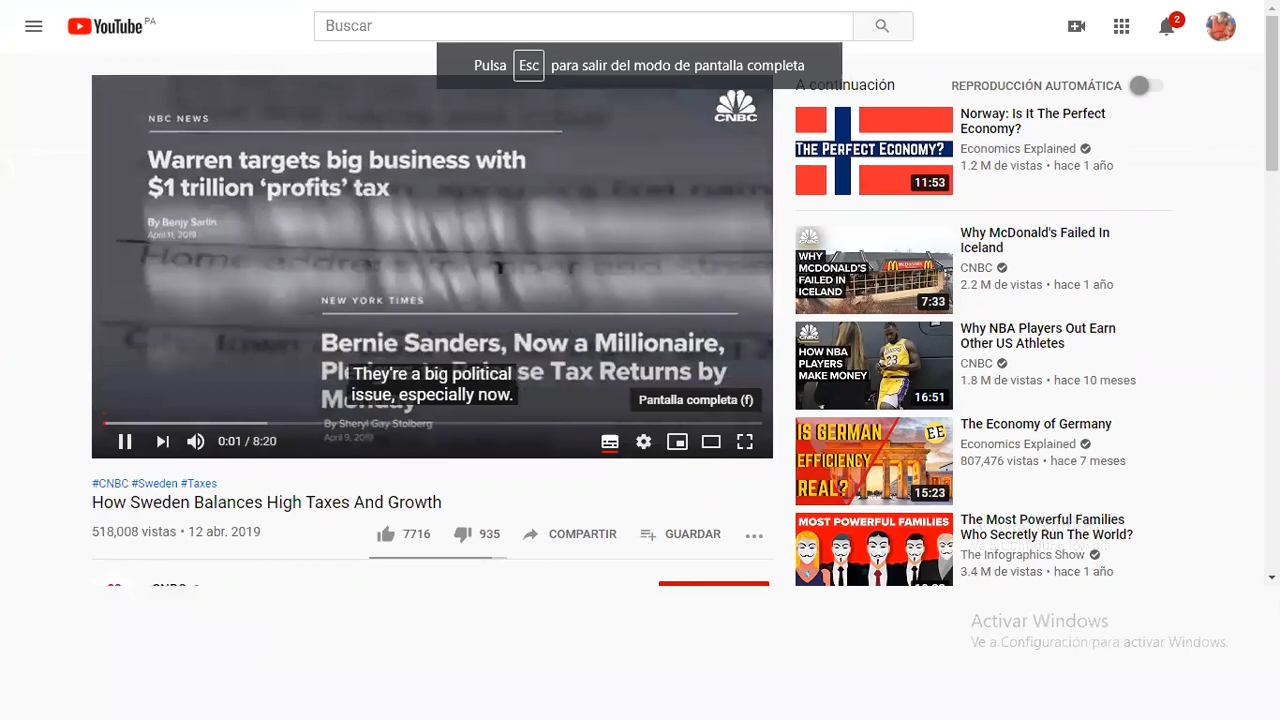 YouTube PA
Buscar
2
Pulsa Esc para salir del modo de pantalla completa
CNBC
NBC NEWS
Warren targets big business with
$1 trillion ‘profits’ tax
By Benjy Sarlin
April 11, 2019
NEW YORK TIMES
Bernie Sanders, Now a Millionaire,
se Tax Returns by
They're a big political
issue, especially now.
By Sheryl Gay Stolberg
April 9, 2019
Pantalla completa (f)
0:01 / 8:20
#CNBC #Sweden #Taxes
How Sweden Balances High Taxes And Growth
518,008 vistas • 12 abr. 2019
7716
935
COMPARTIR
GUARDAR
CNBC
A continuación
REPRODUCCIÓN AUTOMÁTICA
THE PERFECT ECONOMY?
11:53
Norway: Is It The Perfect
Economy?
Economics Explained
1.2 M de vistas • hace 1 año
CNBC
WHY
MCDONALD'S
FAILED IN
ICELAND
7:33
Why McDonald's Failed In
Iceland
CNBC
2.2 M de vistas • hace 1 año
CNBC
HOW NBA
PLAYERS
MAKE MONEY
16:51
Why NBA Players Out Earn
Other US Athletes
CNBC
1.8 M de vistas • hace 10 meses
IS GERMAN
EFFICIENCY
REAL?
EE
15:23
The Economy of Germany
Economics Explained
807,476 vistas • hace 7 meses
MOST POWERFUL FAMILIES
The Most Powerful Families
Who Secretly Run The World?
The Infographics Show
3.4 M de vistas • hace 1 año
Activar Windows
Ve a Configuración para activar Windows.